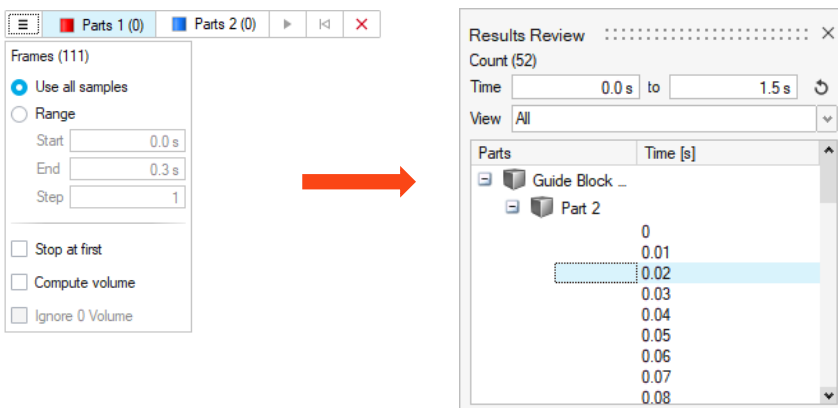 Parts 1 (0) Parts 2 (0)
Frames (111)
Use all samples
Range
Start 0.0 s
End 0.3 s
Step 1
Stop at first
Compute volume
Ignore 0 Volume
Results Review
Count (52)
Time 0.0 s to 1.5 s
View All
Parts Time [s]
Guide Block ...
Part 2
0
0.01
0.02
0.03
0.04
0.05
0.06
0.07
0.08